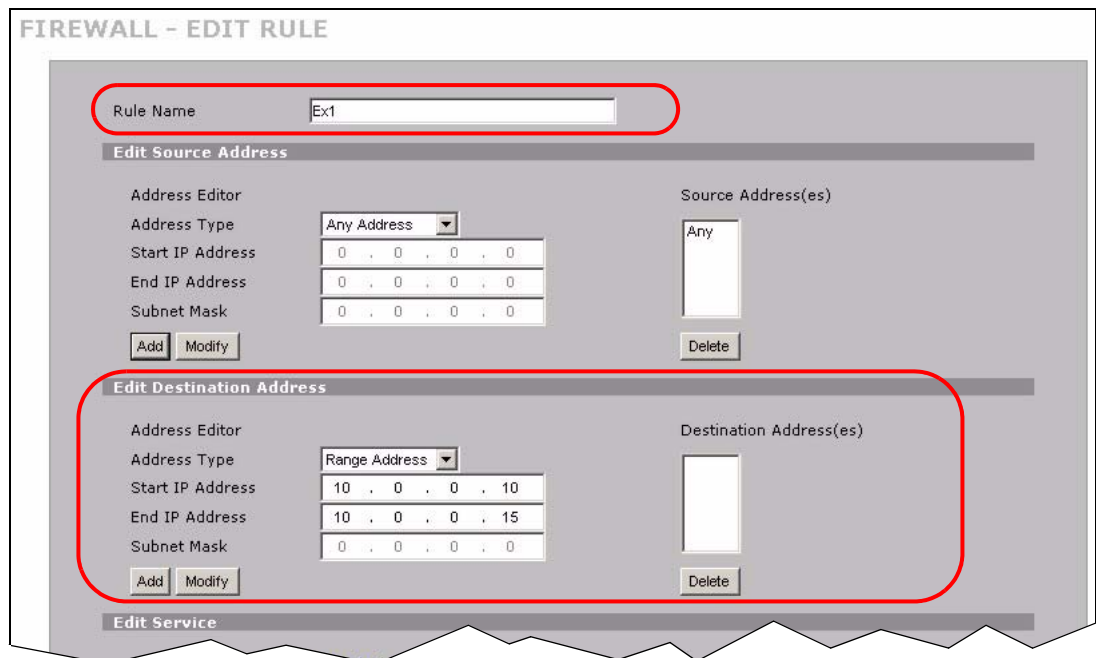 FIREWALL - EDIT RULE
Rule Name Ex1
Edit Source Address
Address Editor Source Address(es)
Address Type Any Address Any
Start IP Address 0 . 0 . 0 . 0
End IP Address 0 . 0 . 0 . 0
Subnet Mask 0 . 0 . 0 . 0
Add Modify Delete
Edit Destination Address
Address Editor Destination Address(es)
Address Type Range Address
Start IP Address 10 . 0 . 0 . 10
End IP Address 10 . 0 . 0 . 15
Subnet Mask 0 . 0 . 0 . 0
Add Modify Delete
Edit Service